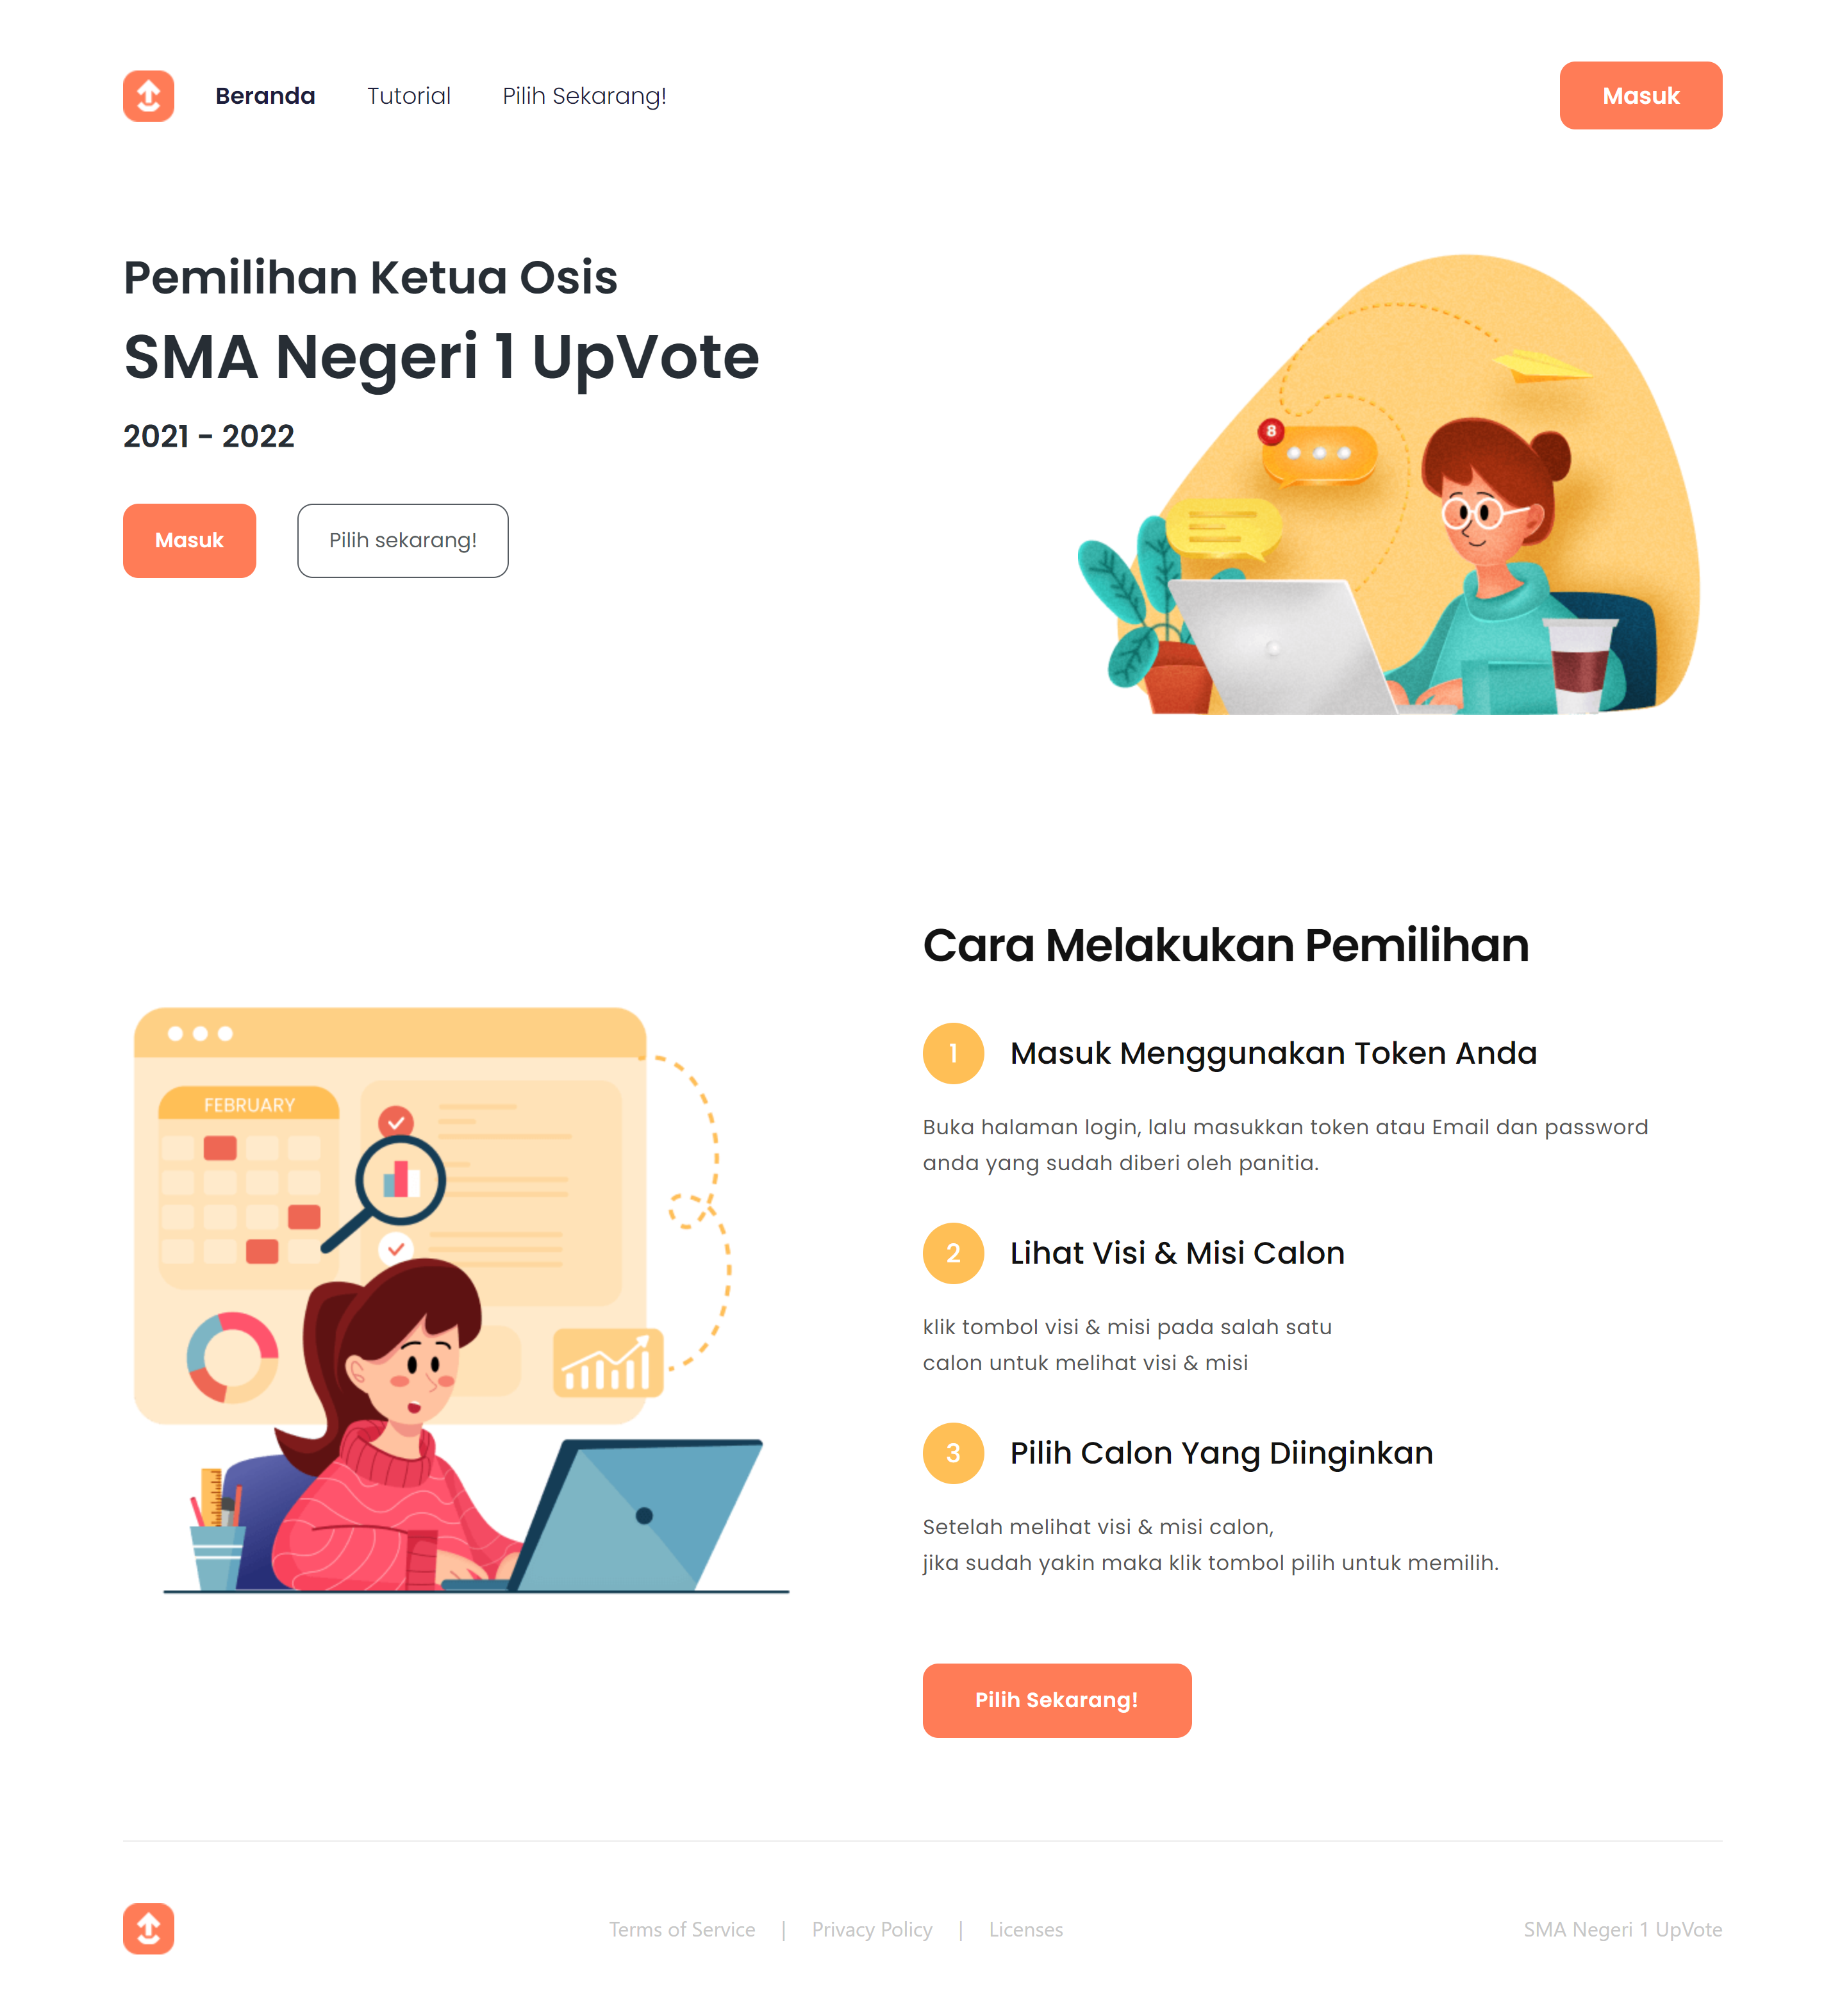 Beranda
Tutorial
Pilih Sekarang!
Masuk
Pemilihan Ketua Osis
SMA Negeri 1 UpVote
2021 - 2022
Masuk
Pilih sekarang!
8
FEBRUARY
Cara Melakukan Pemilihan
1
Masuk Menggunakan Token Anda
Buka halaman login, lalu masukkan token atau Email dan password
anda yang sudah diberi oleh panitia.
2
Lihat Visi & Misi Calon
klik tombol visi & misi pada salah satu
calon untuk melihat visi & misi
3
Pilih Calon Yang Diinginkan
Setelah melihat visi & misi calon,
jika sudah yakin maka klik tombol pilih untuk memilih.
Pilih Sekarang!
Terms of Service | Privacy Policy | Licenses
SMA Negeri 1 UpVote